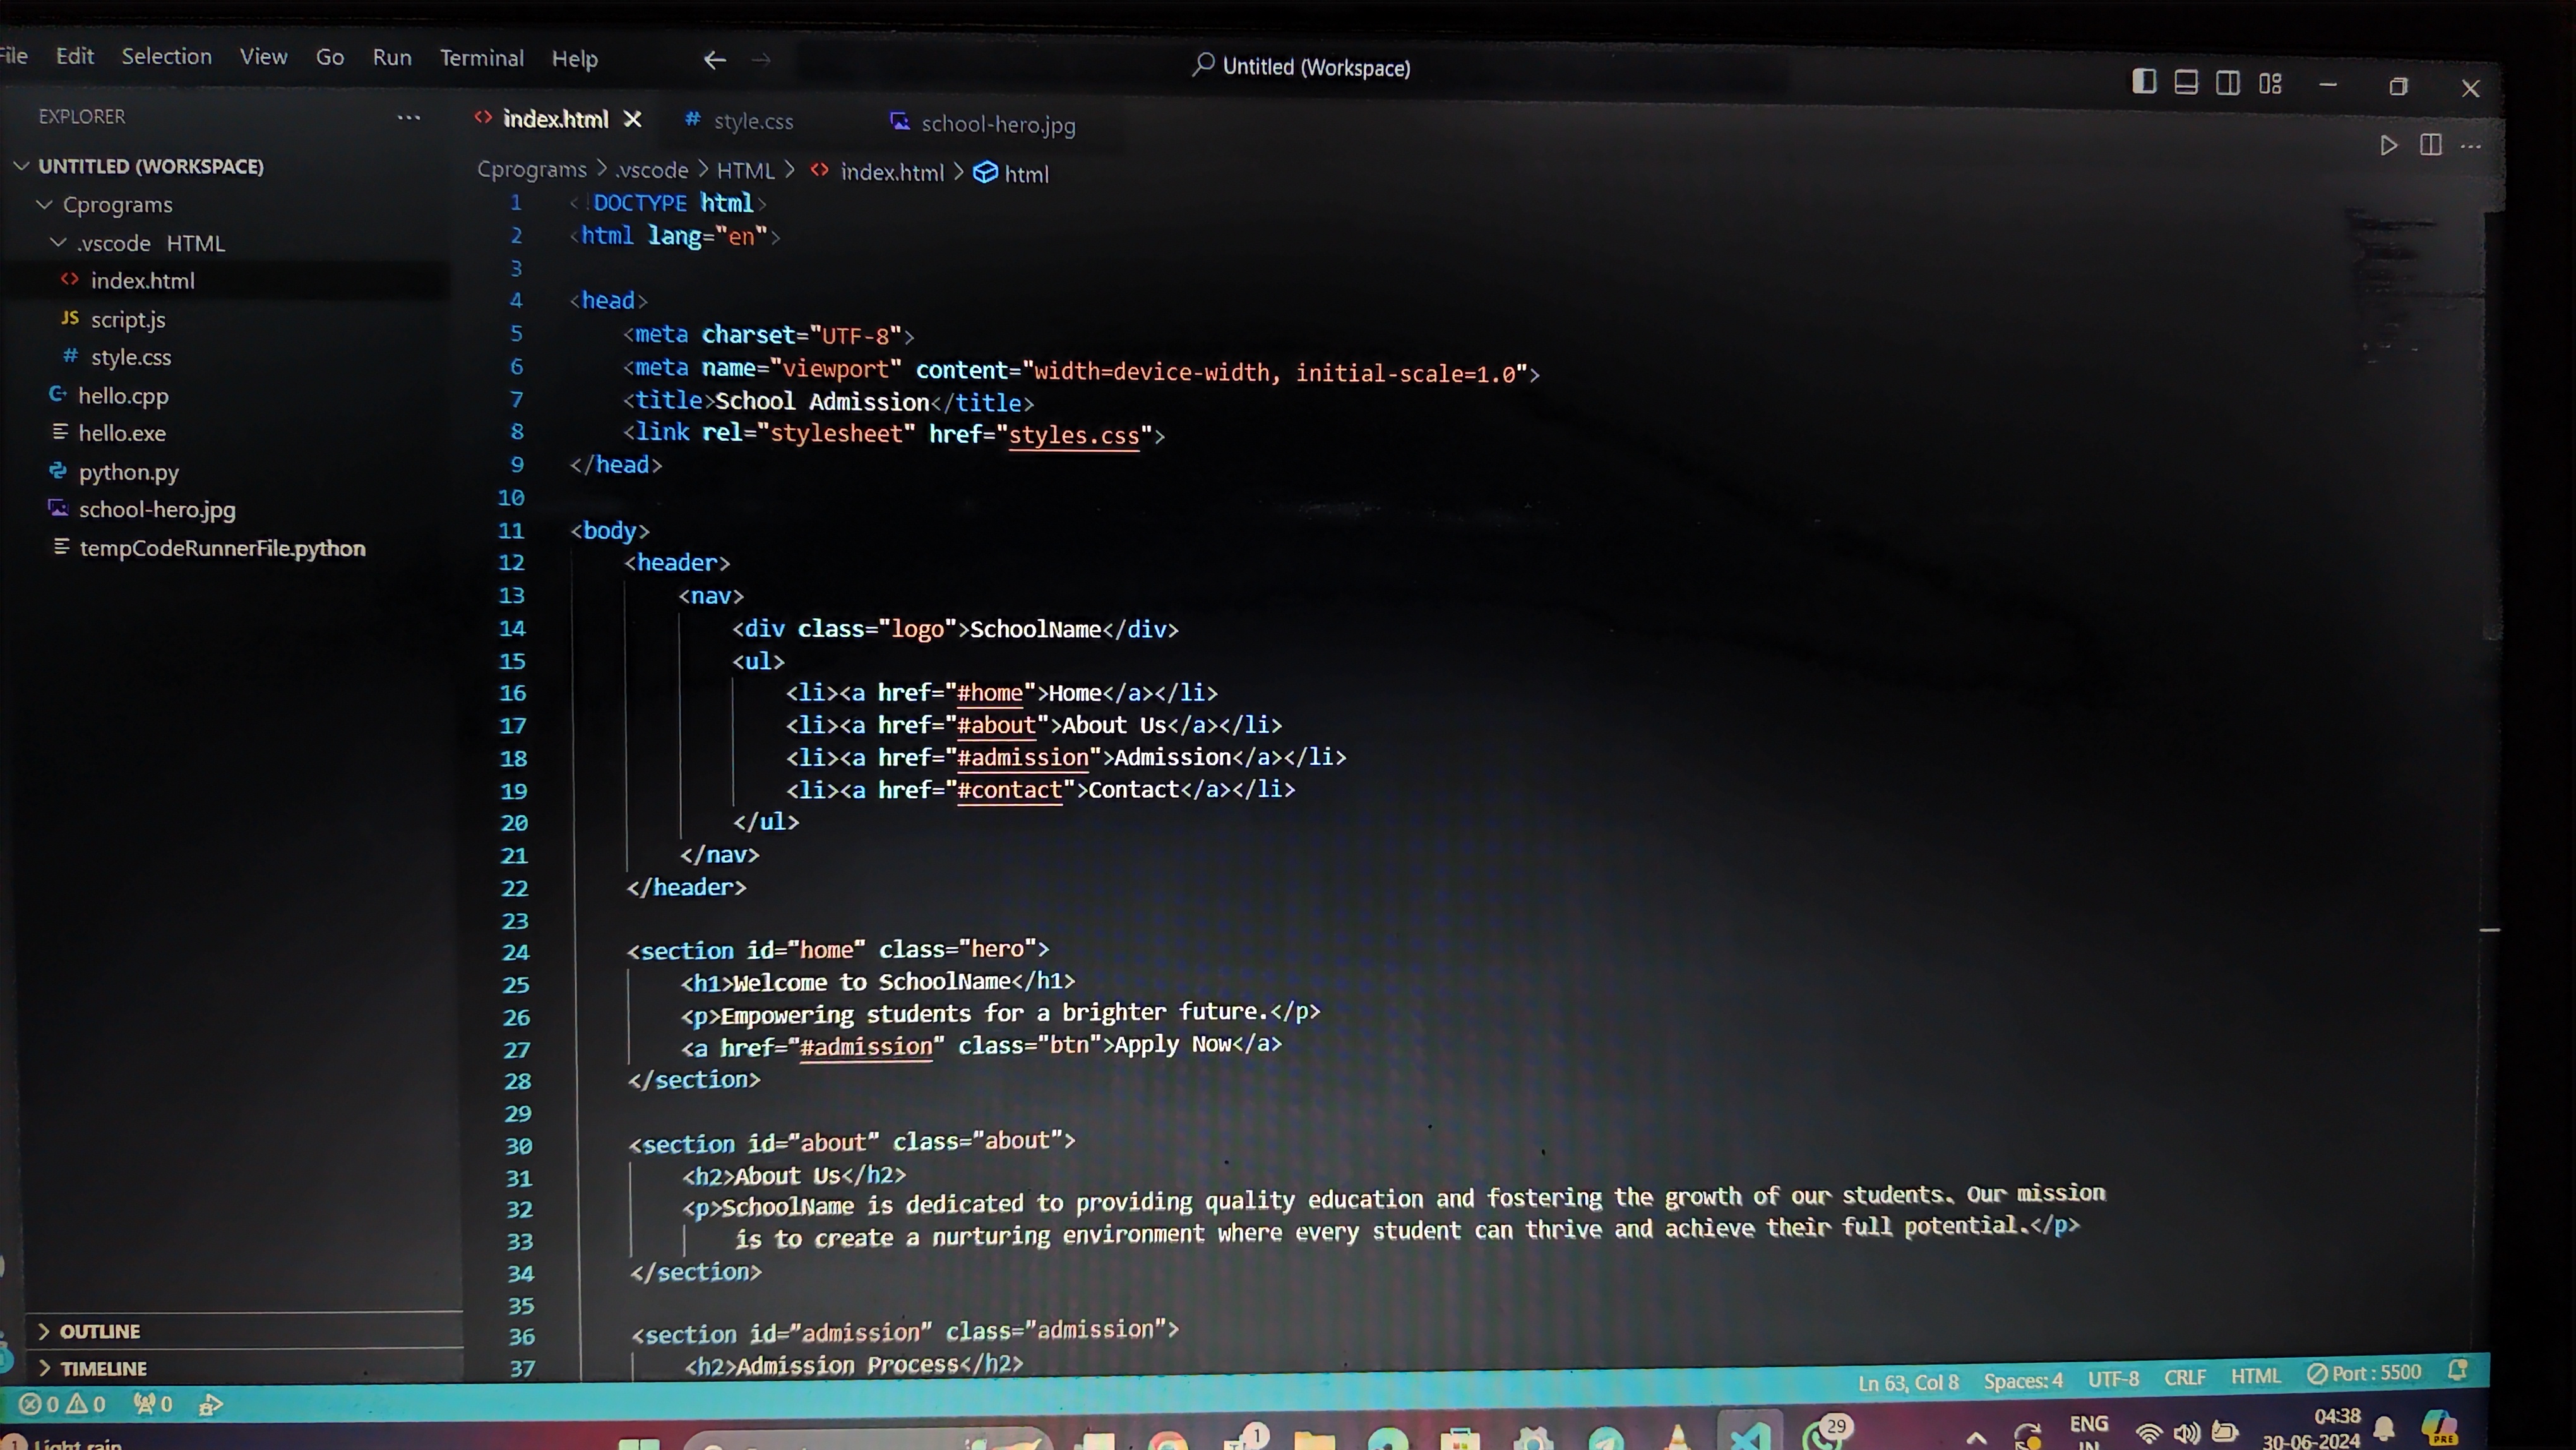 File Edit Selection View Go Run Terminal Help
Untitled (Workspace)
EXPLORER
UNTITLED (WORKSPACE)
Cprograms
.vscode HTML
index.html
script.js
style.css
hello.cpp
hello.exe
python.py
school-hero.jpg
tempCodeRunnerFile.python
OUTLINE
TIMELINE
index.html style.css school-hero.jpg
Cprograms > .vscode > HTML > index.html > html
1 <!DOCTYPE html>
2 <html lang="en">
3
4 <head>
5 <meta charset="UTF-8">
6 <meta name="viewport" content="width=device-width, initial-scale=1.0">
7 <title>School Admission</title>
8 <link rel="stylesheet" href="styles.css">
9 </head>
10
11 <body>
12 <header>
13 <nav>
14 <div class="logo">SchoolName</div>
15 <ul>
16 <li><a href="#home">Home</a></li>
17 <li><a href="#about">About Us</a></li>
18 <li><a href="#admission">Admission</a></li>
19 <li><a href="#contact">Contact</a></li>
20 </ul>
21 </nav>
22 </header>
23
24 <section id="home" class="hero">
25 <h1>Welcome to SchoolName</h1>
26 <p>Empowering students for a brighter future.</p>
27 <a href="#admission" class="btn">Apply Now</a>
28 </section>
29
30 <section id="about" class="about">
31 <h2>About Us</h2>
32 <p>SchoolName is dedicated to providing quality education and fostering the growth of our students. Our mission
33 is to create a nurturing environment where every student can thrive and achieve their full potential.</p>
34 </section>
35
36 <section id="admission" class="admission">
37 <h2>Admission Process</h2>
0 0 0
Ln 63, Col 8 Spaces: 4 UTF-8 CRLF HTML Port : 5500
Light rain
1
29
ENG
IN
04:38
30-06-2024
PRE